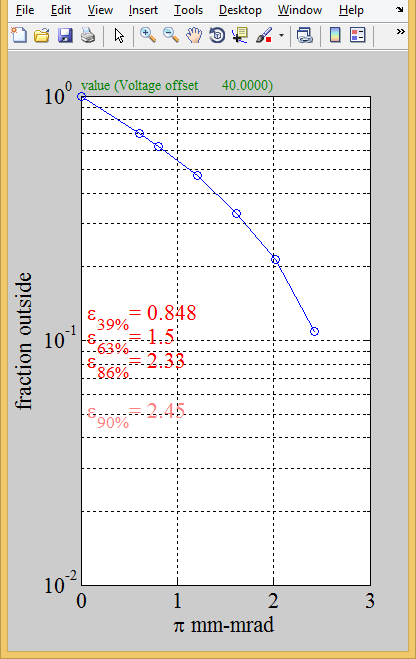 File Edit View Insert Tools Desktop Window Help
value (Voltage offset 40.0000)
10⁰
ε39% = 0.848
ε63% = 1.5
10⁻¹
ε86% = 2.33
ε90% = 2.45
fraction outside
10⁻²
0 1 2 3
π mm-mrad